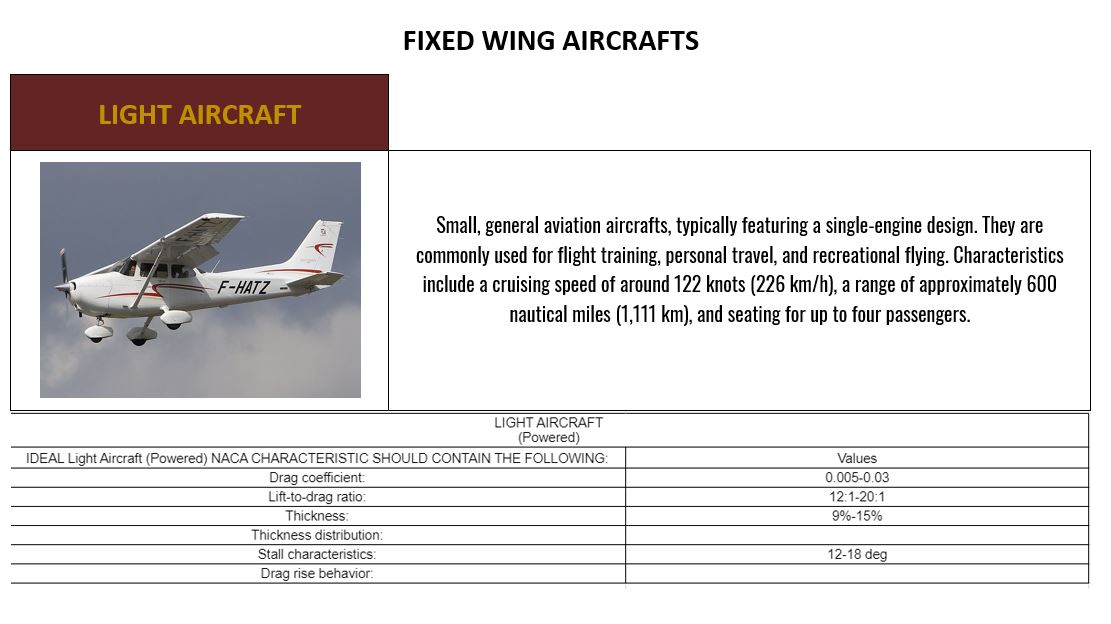 FIXED WING AIRCRAFTS
LIGHT AIRCRAFT
F-HATZ
Small, general aviation aircrafts, typically featuring a single-engine design. They are
commonly used for flight training, personal travel, and recreational flying. Characteristics
include a cruising speed of around 122 knots (226 km/h), a range of approximately 600
nautical miles (1,111 km), and seating for up to four passengers.
LIGHT AIRCRAFT
(Powered)
IDEAL Light Aircraft (Powered) NACA CHARACTERISTIC SHOULD CONTAIN THE FOLLOWING: Values
Drag coefficient: 0.005-0.03
Lift-to-drag ratio: 12:1-20:1
Thickness: 9%-15%
Thickness distribution:
Stall characteristics: 12-18 deg
Drag rise behavior: